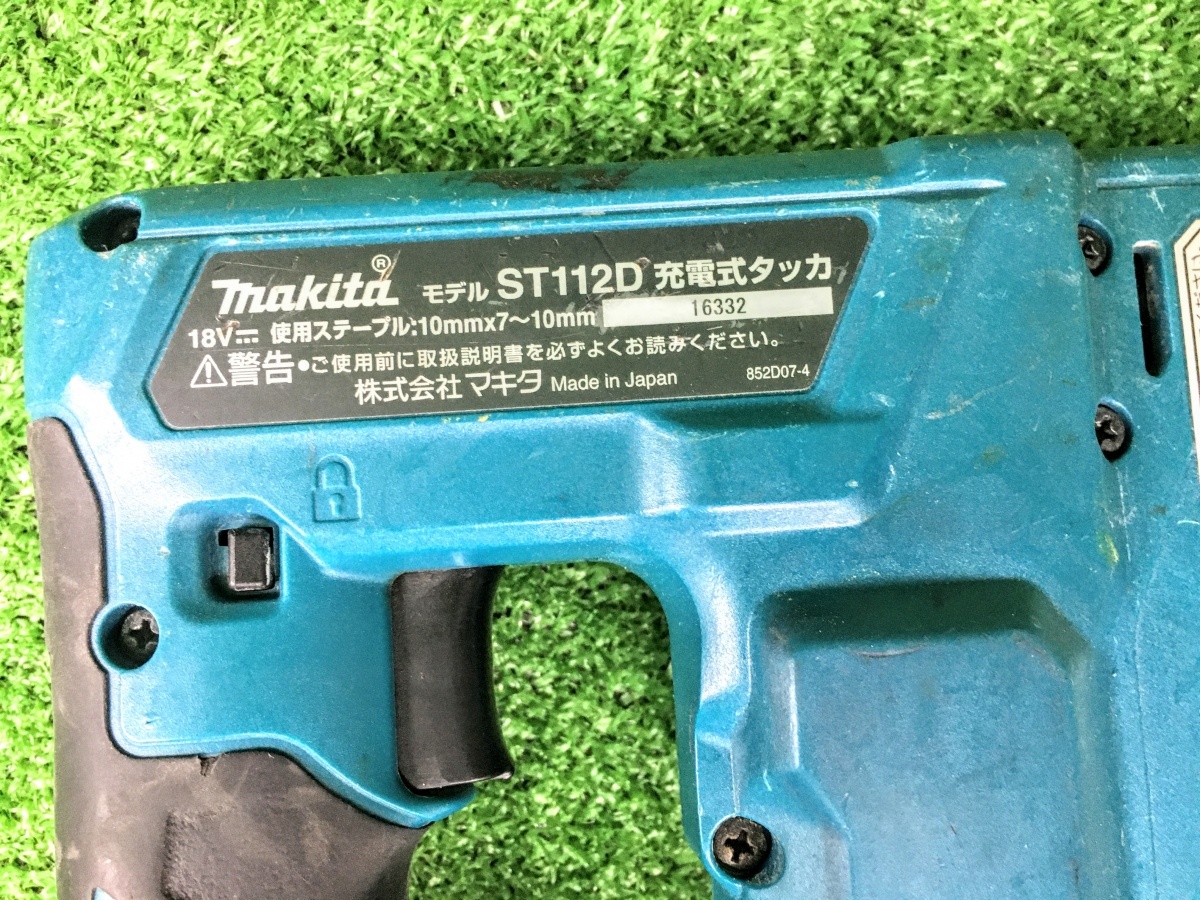 Makita® モデル ST112D 充電式タッカ
18V⎓ 使用ステープル:10mmx7〜10mm 16332
⚠警告●ご使用前に取扱説明書を必ずよくお読みください。
株式会社 マキタ Made in Japan 852D07-4